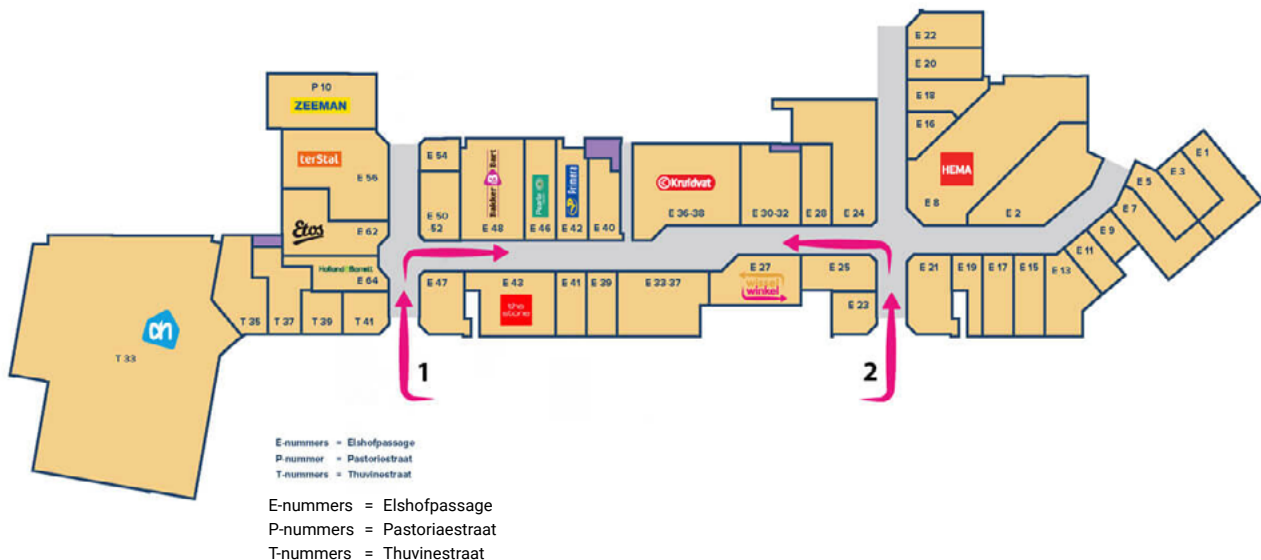 E 22
E 20
E 18
E 16
HEMA
E 8
E 2
E 1
E 3
E 5
E 7
E 9
E 11
E 13
E 15
E 17
E 19
E 21
P 10
ZEEMAN
terStal
E 56
Etos
E 62
Holland & Barrett
E 64
T 35
T 37
T 39
T 41
ah
T 33
E 54
E 50
52
Bakker Bart
E 48
Pearle
E 46
Primera
E 42
E 40
Kruidvat
E 36-38
E 30-32
E 28
E 24
E 47
E 43
the stone
E 41
E 39
E 33-37
E 27
wissel
winkel
E 25
E 23
1
2
E-nummers = Elshofpassage
P-nummer = Pastoriestraat
T-nummers = Thuvinestraat
E-nummers = Elshofpassage
P-nummers = Pastoriaestraat
T-nummers = Thuvinestraat